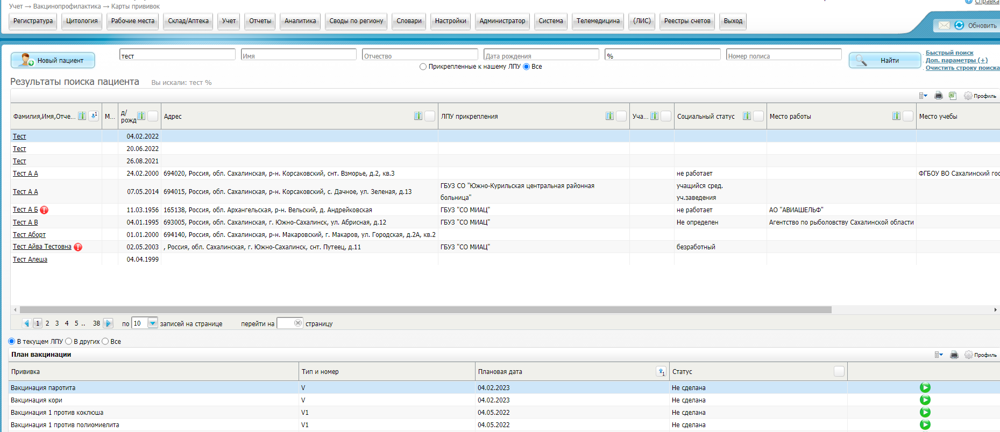 Учет → Вакцинопрофилактика → Карты прививок
Справка
Регистратура Цитология Рабочие места Склад/Аптека Учет Отчеты Аналитика Своды по региону Словари Настройки Администратор Система Телемедицина (ЛИС) Реестры счетов Выход
Обновить
Новый пациент
тест Имя Отчество Дата рождения % Номер полиса
Найти
Быстрый поиск
Доп. параметры (+)
Очистить строку поиска
Прикрепленные к нашему ЛПУ Все
Результаты поиска пациента Вы искали: тест %
Профиль
Фамилия,Имя,Отче... М... д/рожд Адрес ЛПУ прикрепления Уча... Социальный статус Место работы Место учебы
Тест 04.02.2022
Тест 20.06.2022
Тест 26.08.2021
Тест А А 24.02.2000 694020, Россия, обл. Сахалинская, р-н. Корсаковский, снт. Взморье, д.2, кв.3 не работает ФГБОУ ВО Сахалинский гос
Тест А А 07.05.2014 694015, Россия, обл. Сахалинская, р-н. Корсаковский, с. Дачное, ул. Зеленая, д.13 ГБУЗ СО "Южно-Курильская центральная районная больница" учащийся сред. уч.заведения
Тест А Б 11.03.1956 165138, Россия, обл. Архангельская, р-н. Вельский, д. Андрейковская ГБУЗ "СО МИАЦ" не работает АО "АВИАШЕЛЬФ"
Тест А В 04.01.1995 693005, Россия, обл. Сахалинская, г. Южно-Сахалинск, ул. Абрисная, д.12 ГБУЗ "СО МИАЦ" Не определен Агентство по рыболовству Сахалинской области
Тест Аборт 01.01.2000 694140, Россия, обл. Сахалинская, р-н. Макаровский, г. Макаров, ул. Городская, д.2А, кв.2
Тест Айва Тестовна 02.05.2003 , Россия, обл. Сахалинская, г. Южно-Сахалинск, снт. Путеец, д.11 ГБУЗ "СО МИАЦ" безработный
Тест Алеша 04.04.1999
1 2 3 4 5 .. 38 по 10 записей на странице перейти на страницу
В текущем ЛПУ В других Все
План вакцинации
Профиль
Прививка Тип и номер Плановая дата Статус
Вакцинация паротита V 04.02.2023 Не сделана
Вакцинация кори V 04.02.2023 Не сделана
Вакцинация 1 против коклюша V1 04.05.2022 Не сделана
Вакцинация 1 против полиомиелита V1 04.05.2022 Не сделана